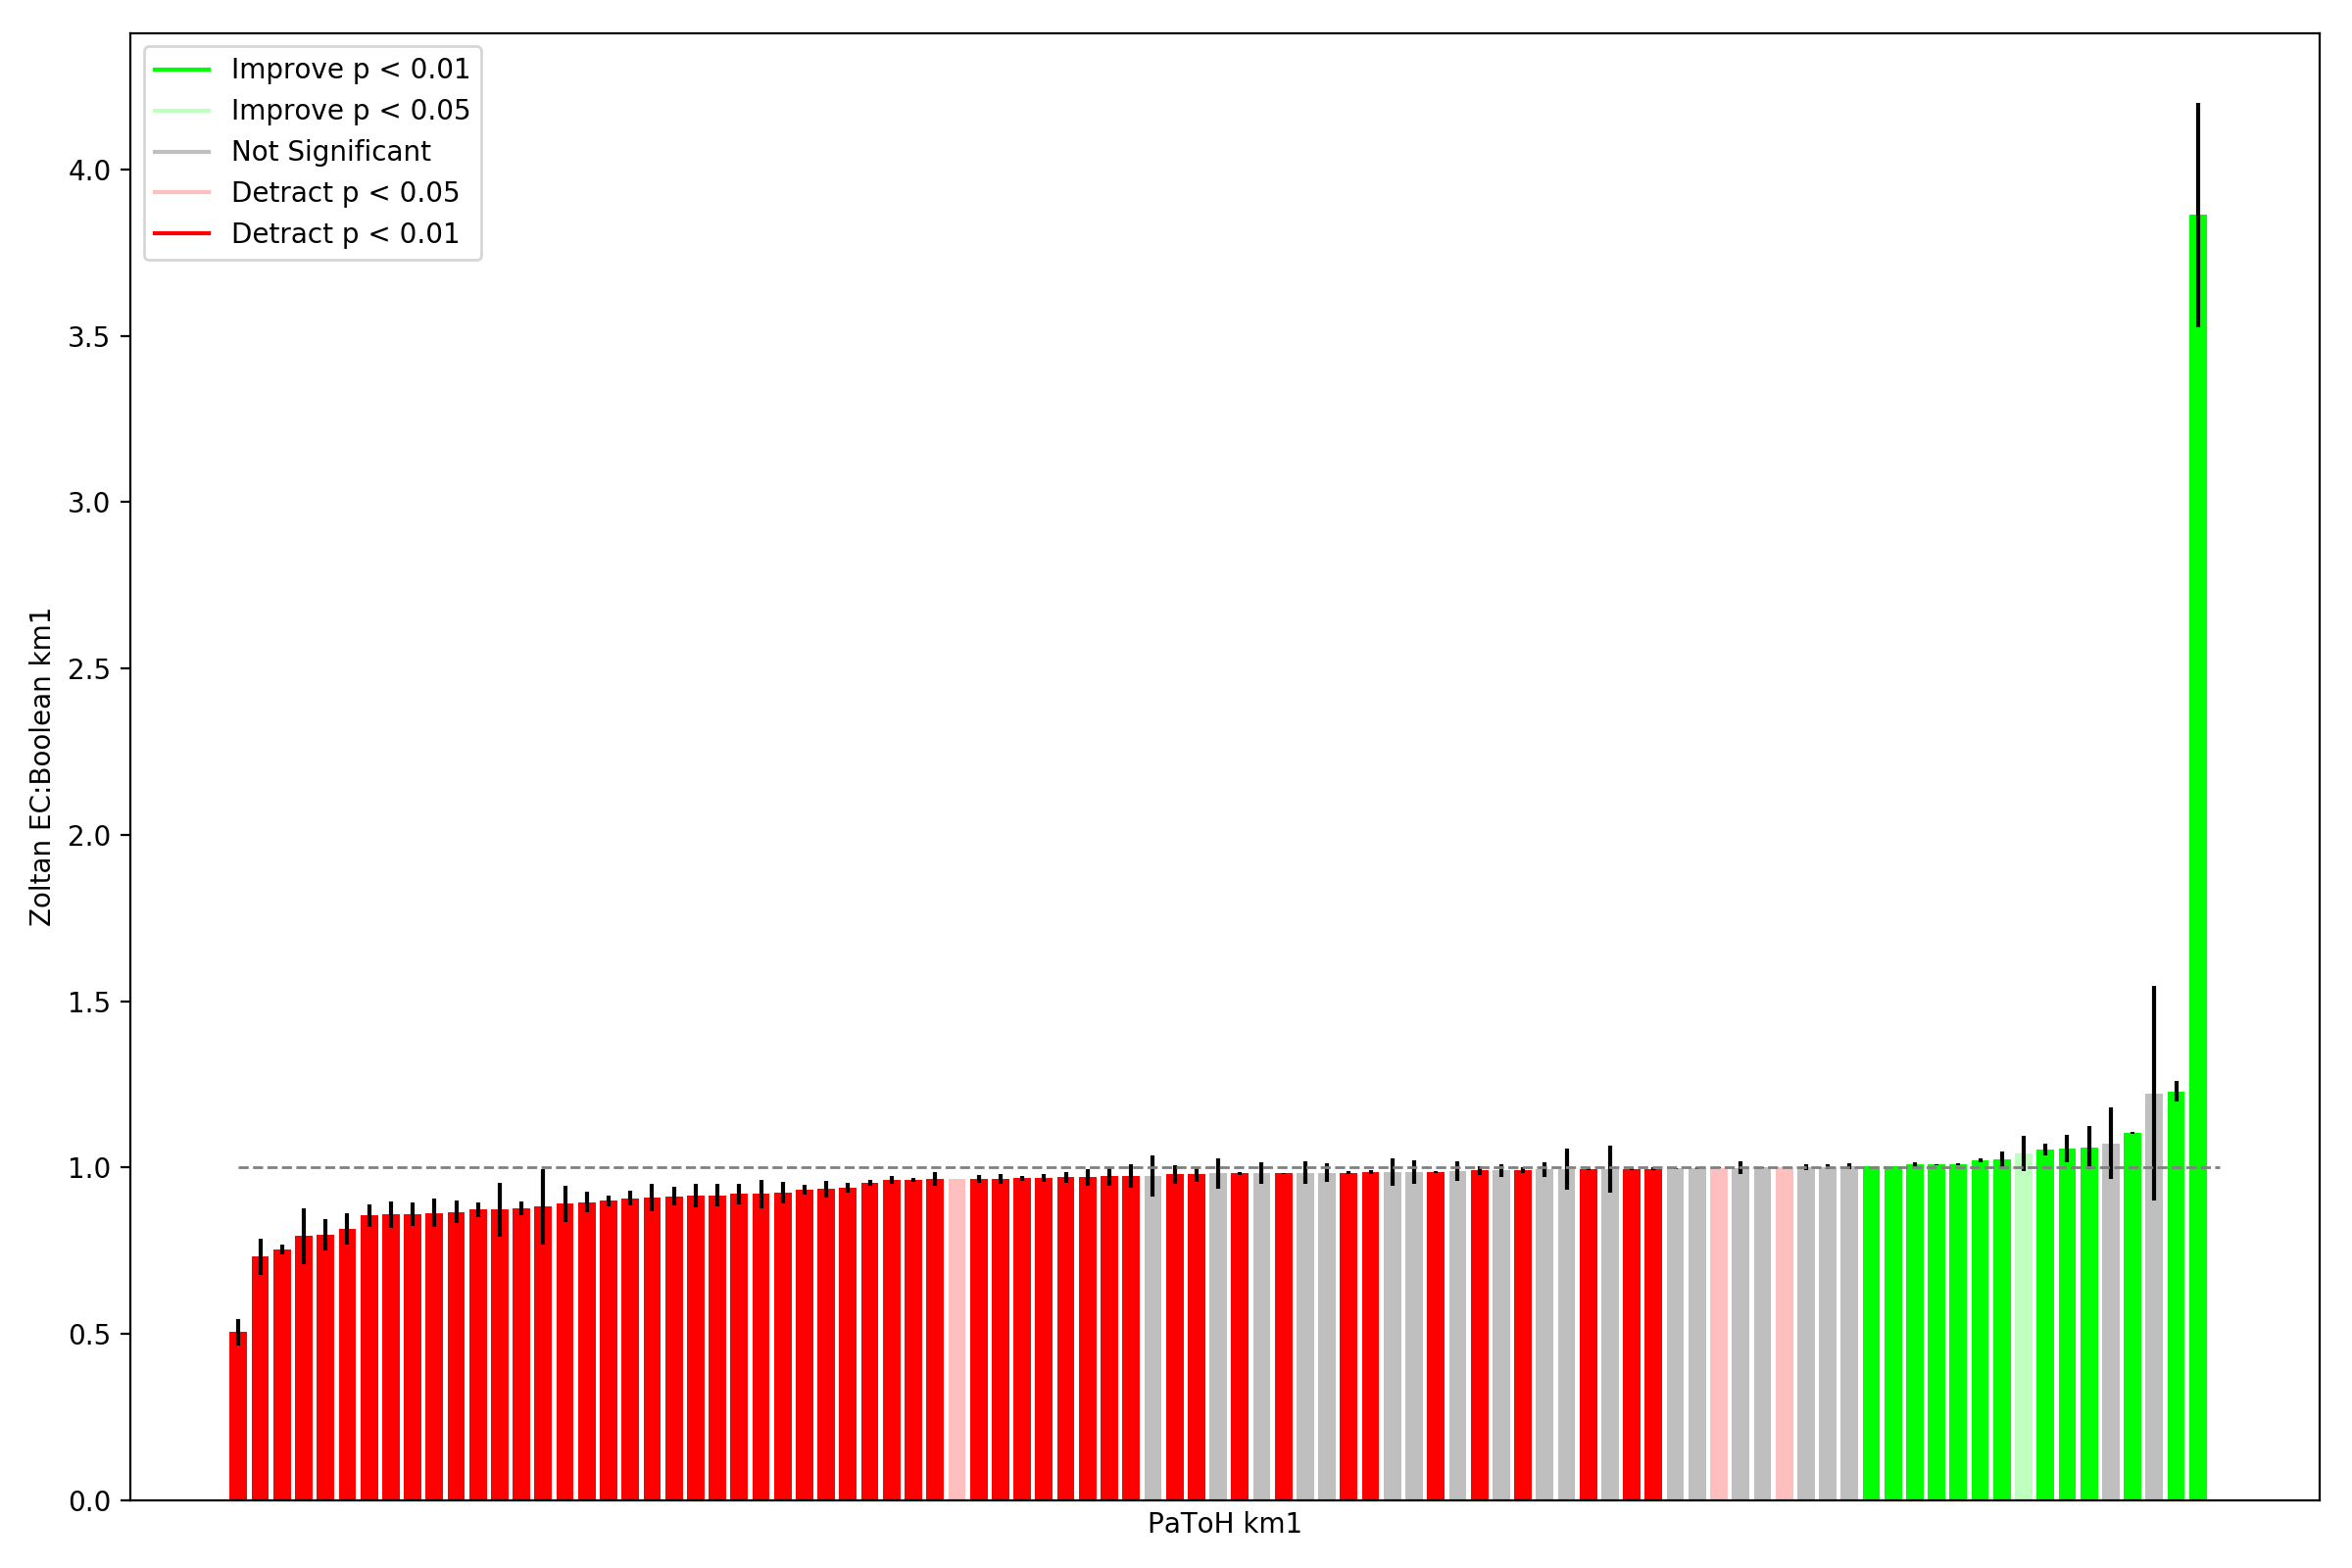 Improve p < 0.01
Improve p < 0.05
Not Significant
Detract p < 0.05
Detract p < 0.01
4.0
3.5
3.0
2.5
2.0
1.5
1.0
0.5
0.0
Zoltan EC:Boolean km1
PaToH km1